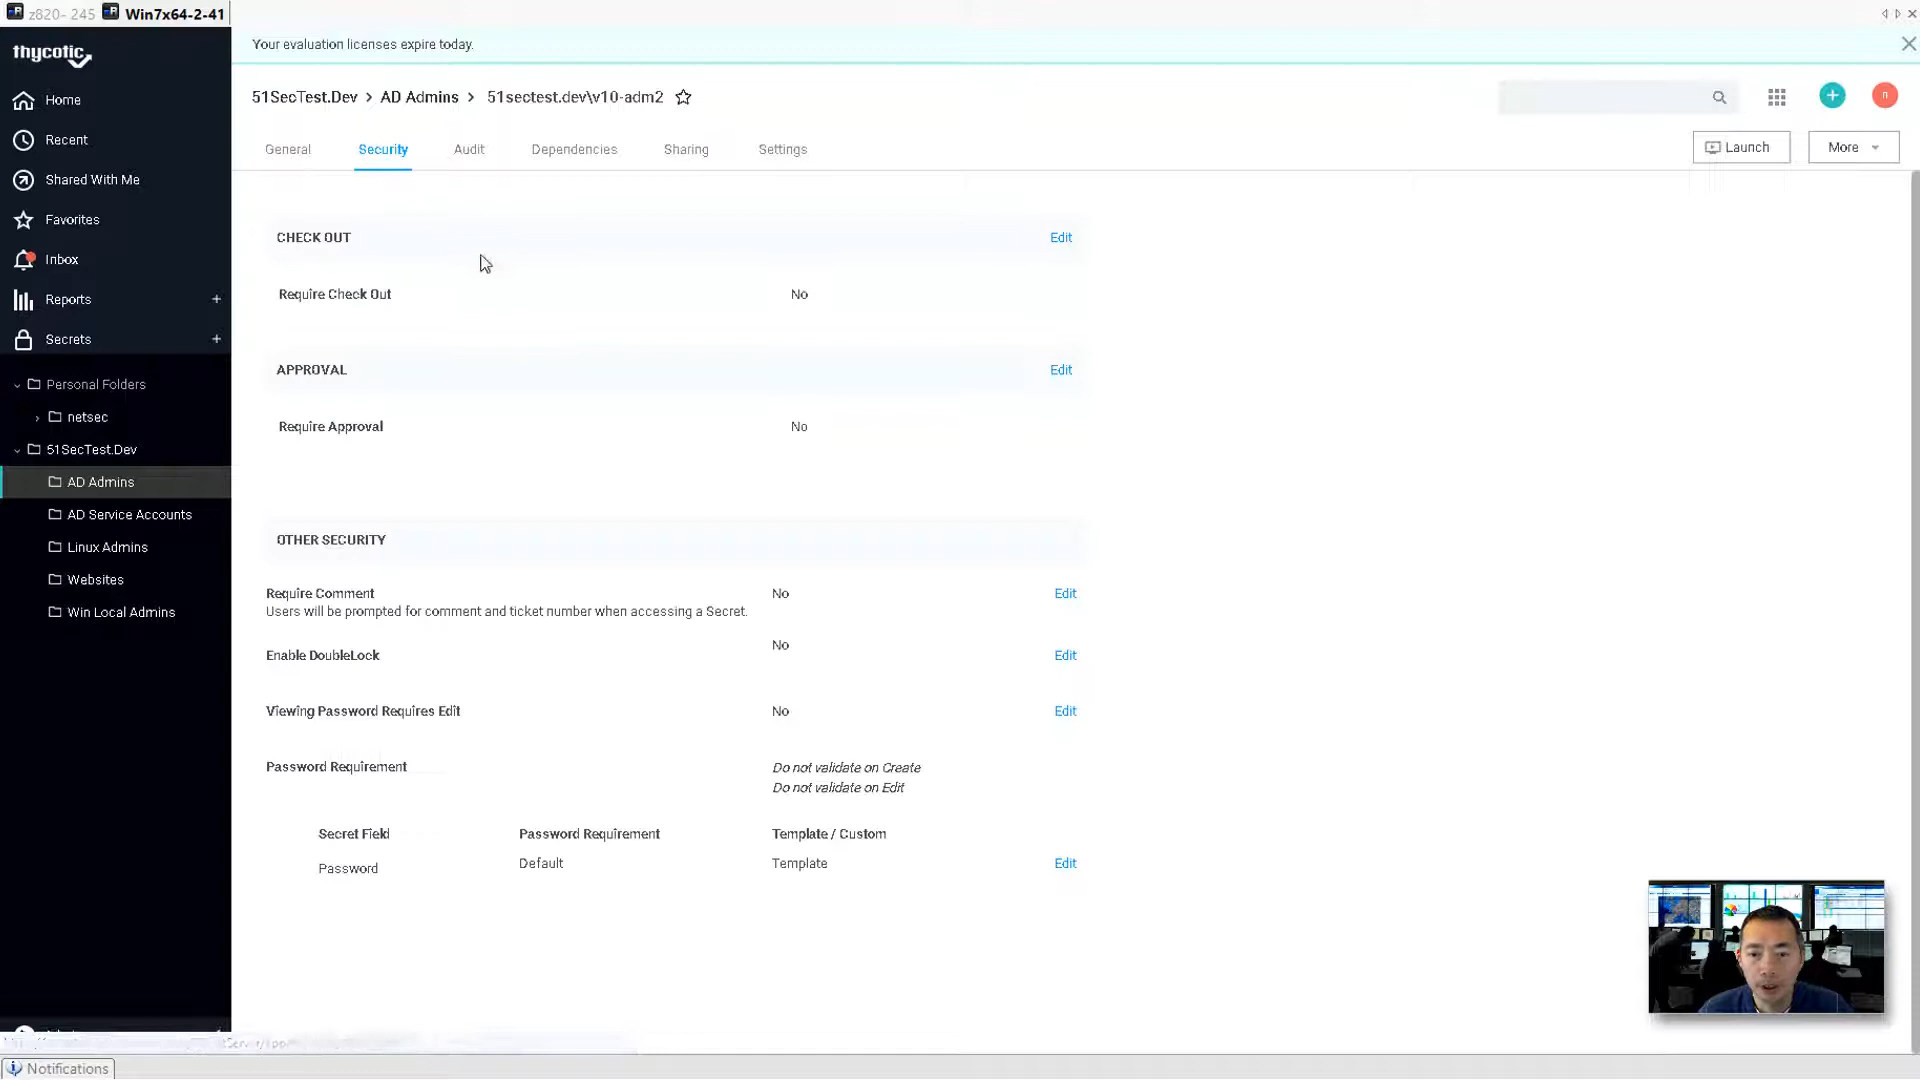 z820- 245 Win7x64-2-41
thycotic
Your evaluation licenses expire today.
51SecTest.Dev > AD Admins > 51sectest.dev\v10-adm2
Home
Recent
Shared With Me
Favorites
Inbox
Reports +
Secrets +
Personal Folders
netsec
51SecTest.Dev
AD Admins
AD Service Accounts
Linux Admins
Websites
Win Local Admins
General Security Audit Dependencies Sharing Settings
Launch More
CHECK OUT Edit
Require Check Out No
APPROVAL Edit
Require Approval No
OTHER SECURITY
Require Comment No Edit
Users will be prompted for comment and ticket number when accessing a Secret.
Enable DoubleLock No Edit
Viewing Password Requires Edit No Edit
Password Requirement Do not validate on Create
Do not validate on Edit
Secret Field Password Requirement Template / Custom
Password Default Template Edit
Notifications